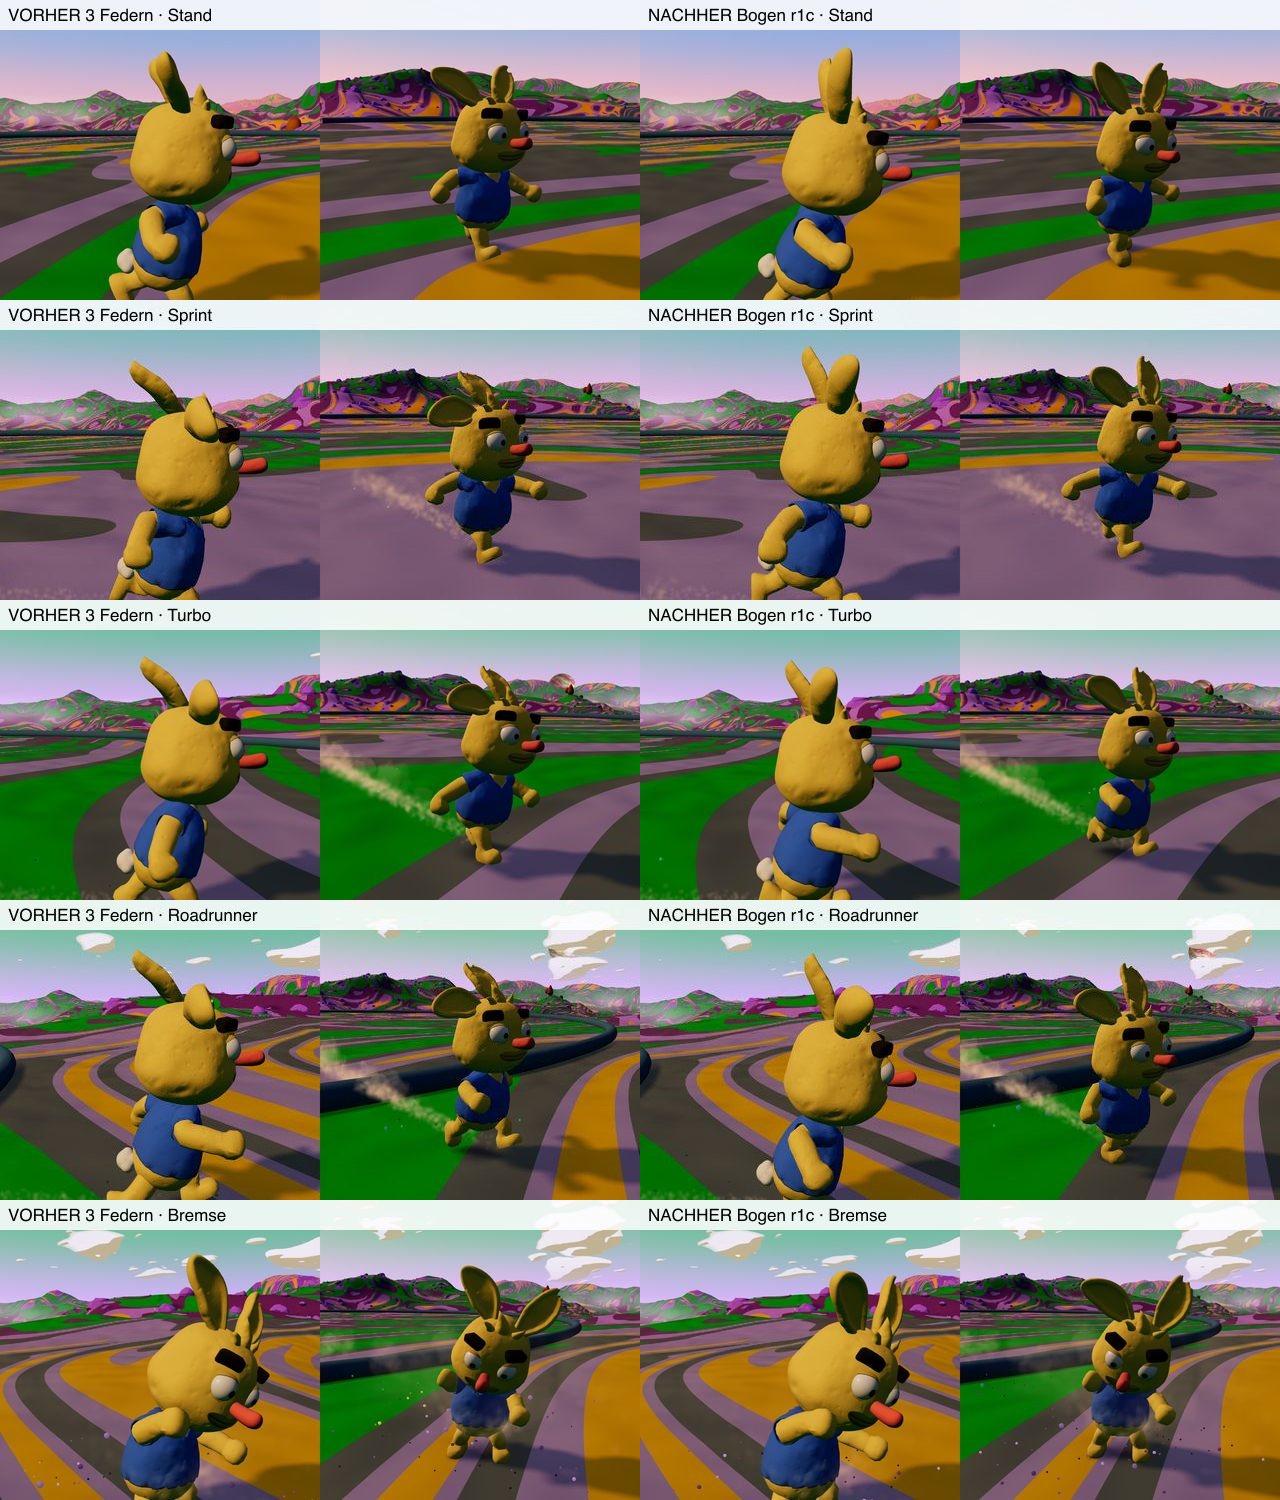 VORHER 3 Federn · Stand
NACHHER Bogen r1c · Stand
VORHER 3 Federn · Sprint
NACHHER Bogen r1c · Sprint
VORHER 3 Federn · Turbo
NACHHER Bogen r1c · Turbo
VORHER 3 Federn · Roadrunner
NACHHER Bogen r1c · Roadrunner
VORHER 3 Federn · Bremse
NACHHER Bogen r1c · Bremse